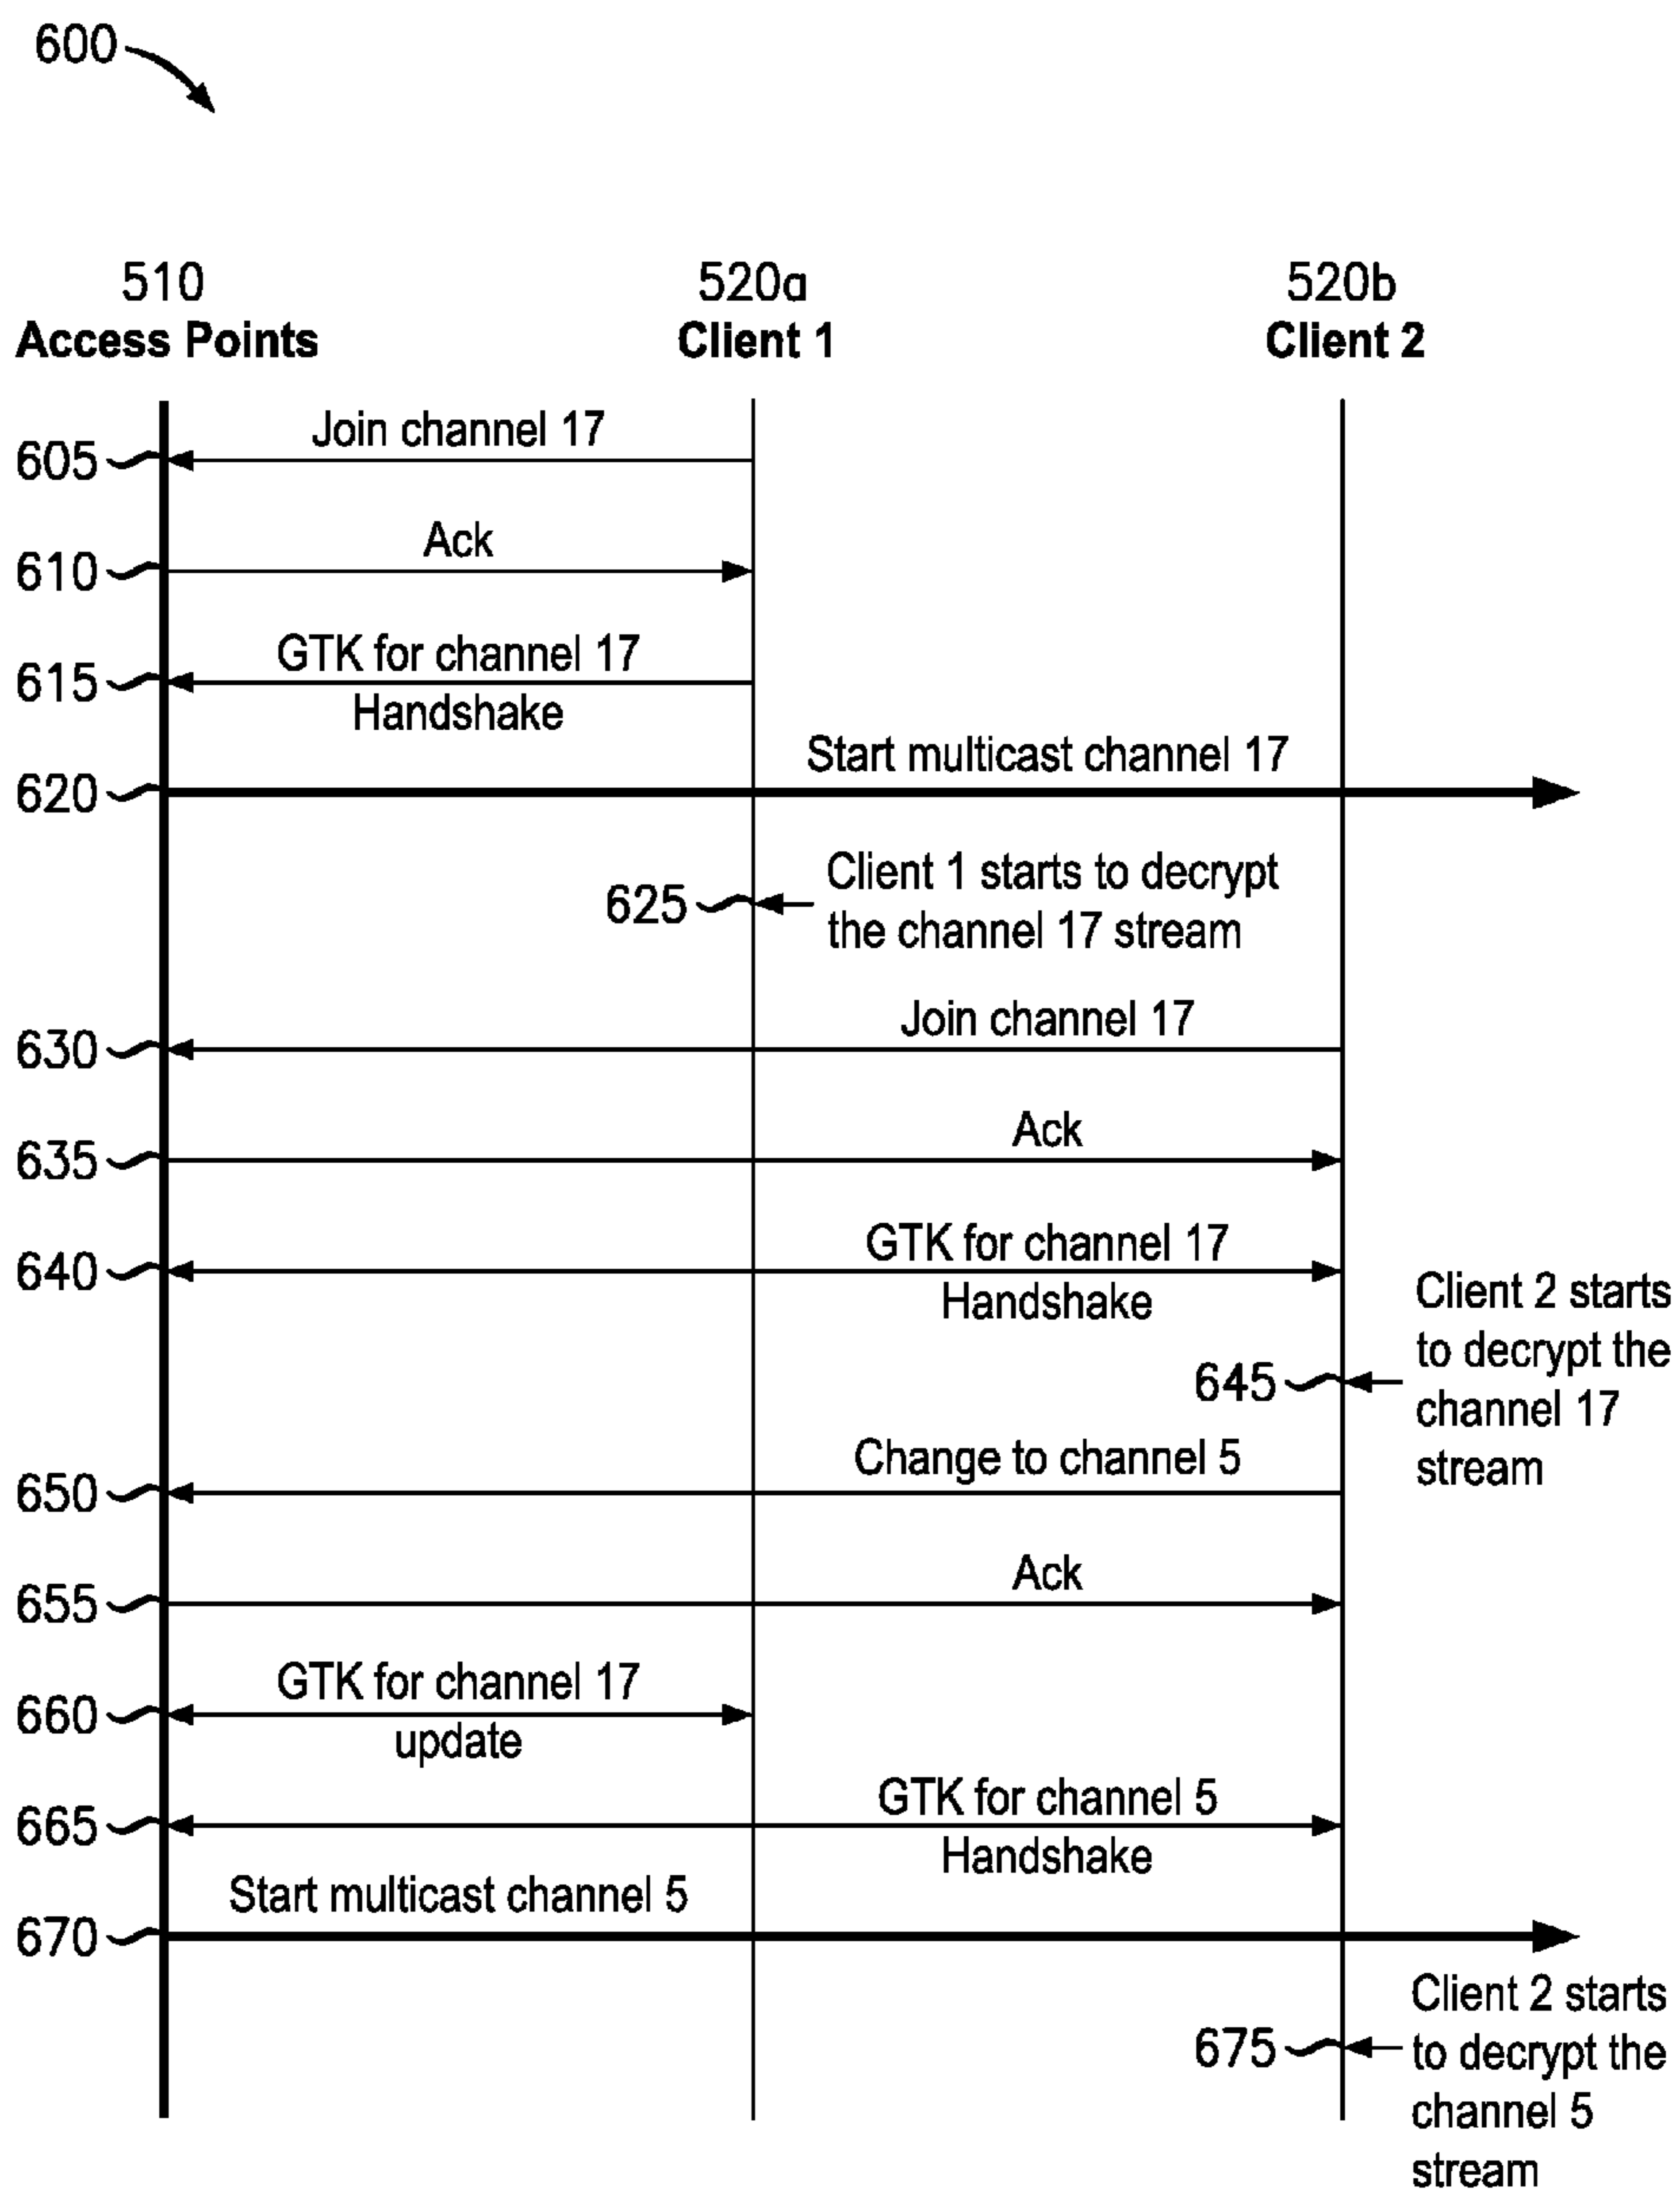 600
510
520a
520b
Access Points
Client 1
Client 2
Join channel 17
605
Ack
610
GTK for channel 17
615
Handshake
Start multicast channel 17
620
Client 1 starts to decrypt
625
the channel 17 stream
Join channel 17
630
Ack
635
GTK for channel 17
640
Handshake
Client 2 starts
to decrypt the
645
channel 17
stream
Change to channel 5
650
Ack
655
GTK for channel 17
660
update
GTK for channel 5
665
Handshake
Start multicast channel 5
670
Client 2 starts
675
to decrypt the
channel 5
stream